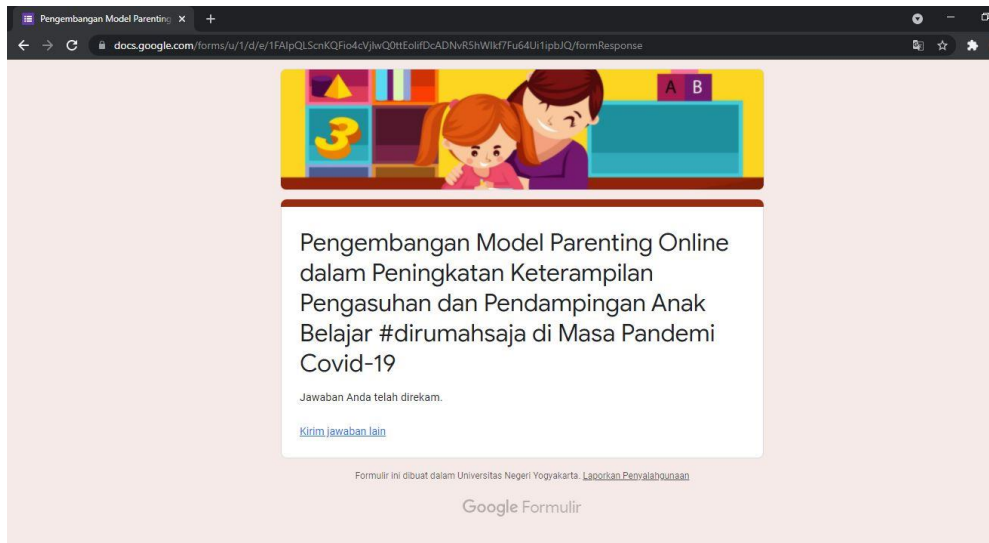 Pengembangan Model Parenting
docs.google.com/forms/u/1/d/e/1FAIpQLScnKQFio4cVjlwQ0ttEolifDcADNvR5hWIkf7Fu64Ui1ipbJQ/formResponse
3
A B
Pengembangan Model Parenting Online
dalam Peningkatan Keterampilan
Pengasuhan dan Pendampingan Anak
Belajar #dirumahsaja di Masa Pandemi
Covid-19
Jawaban Anda telah direkam.
Kirim jawaban lain
Formulir ini dibuat dalam Universitas Negeri Yogyakarta. Laporkan Penyalahgunaan
Google Formulir